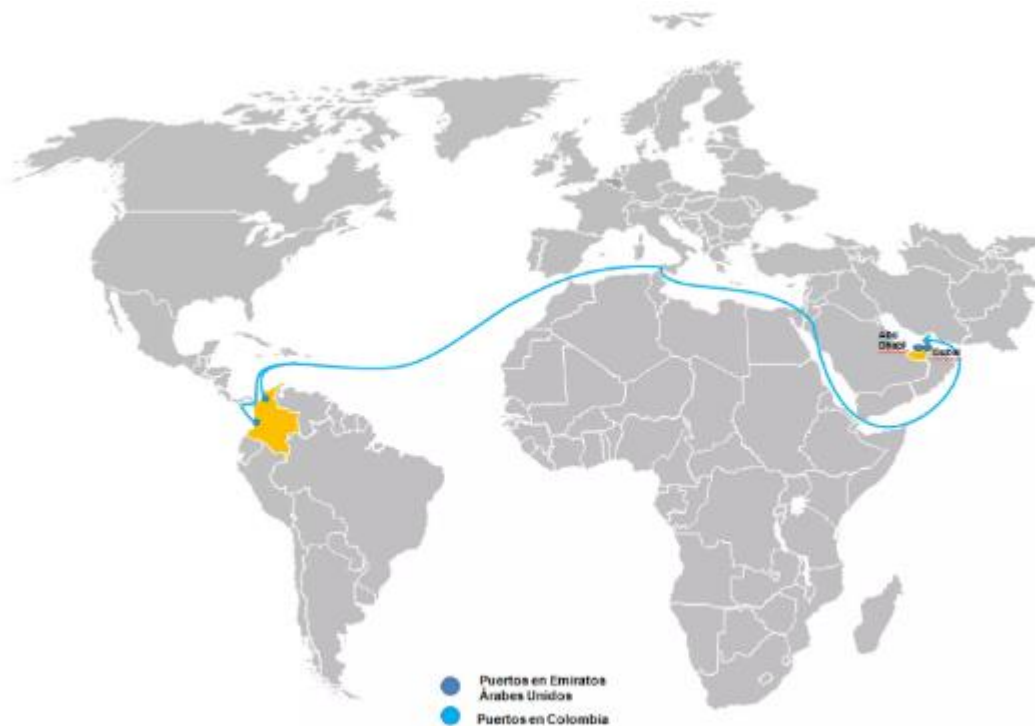 Abu
Dhabi
Dubai
Puertos en Emiratos
Árabes Unidos
Puertos en Colombia